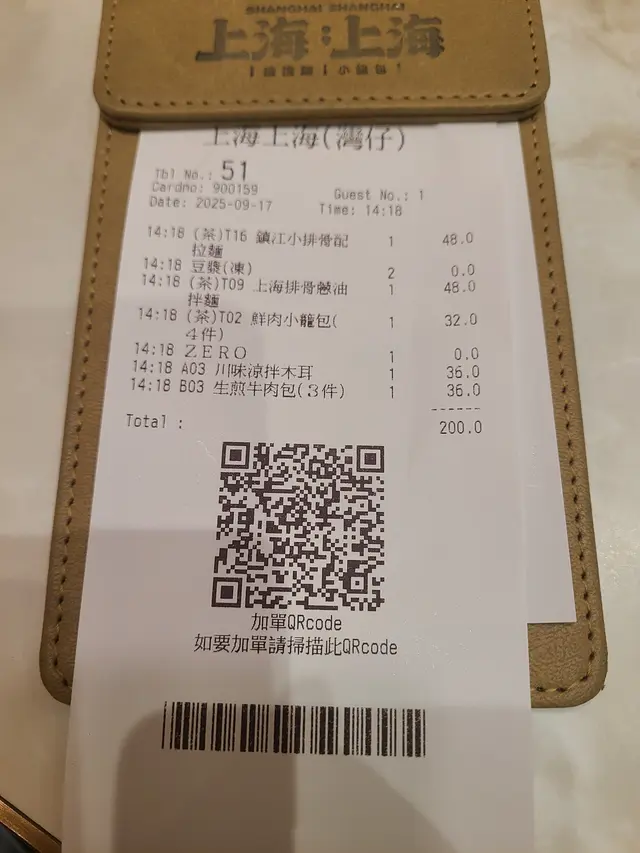 SHANGHAI SHANGHAI
上海:上海
小籠包
上海上海(灣仔)
Tbl No.: 51
Cardno: 900159 Guest No.: 1
Date: 2025-09-17 Time: 14:18
14:18 (茶)T16 鎮江小排骨配 1 48.0
拉麵
14:18 豆漿(凍) 2 0.0
14:18 (茶)T09 上海排骨蔥油 1 48.0
拌麵
14:18 (茶)T02 鮮肉小籠包( 1 32.0
4件)
14:18 ZERO 1 0.0
14:18 A03 川味涼拌木耳 1 36.0
14:18 B03 生煎牛肉包(3件) 1 36.0
------
Total : 200.0
加單QRcode
如要加單請掃描此QRcode